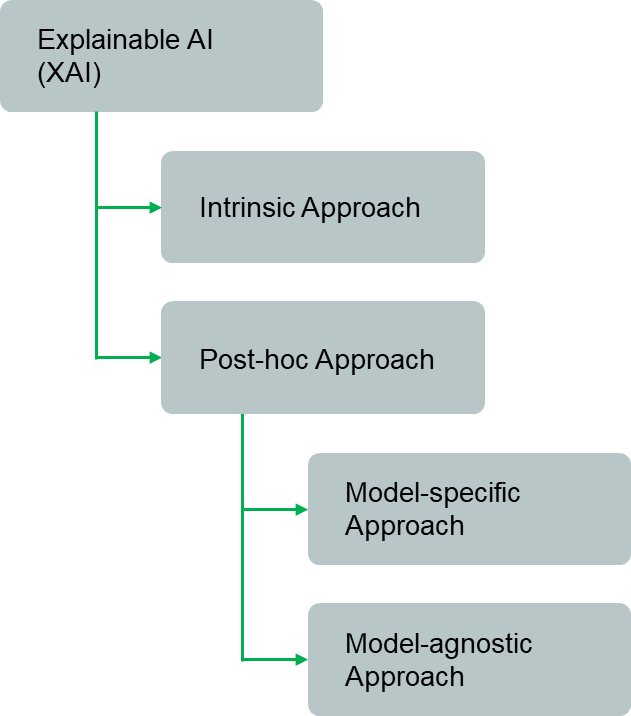 Explainable AI
(XAI)
Intrinsic Approach
Post-hoc Approach
Model-specific
Approach
Model-agnostic
Approach